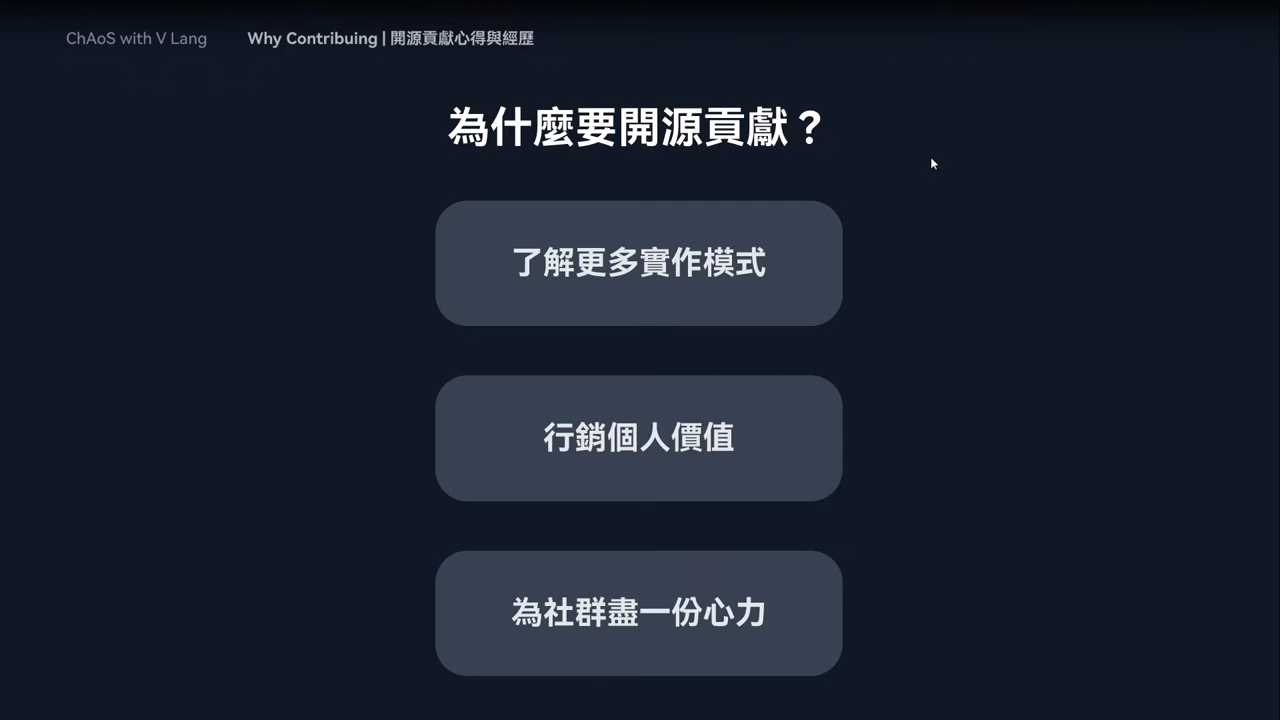 ChAoS with V Lang
Why Contribuing | 開源貢獻心得與經歷
為什麼要開源貢獻？
了解更多實作模式
行銷個人價值
為社群盡一份心力